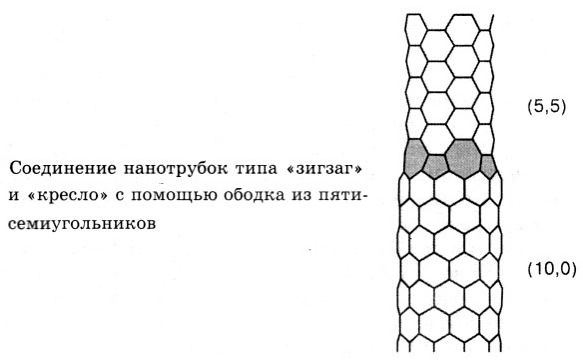 (5,5)
Соединение нанотрубок типа «зигзаг»
и «кресло» с помощью ободка из пяти-
семиугольников
(10,0)